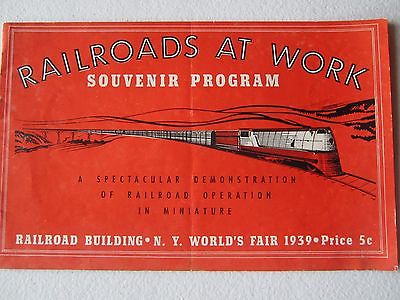 RAILROADS AT WORK
SOUVENIR PROGRAM
A SPECTACULAR DEMONSTRATION
OF RAILROAD OPERATION
IN MINIATURE
RAILROAD BUILDING • N. Y. WORLD'S FAIR 1939 • Price 5c